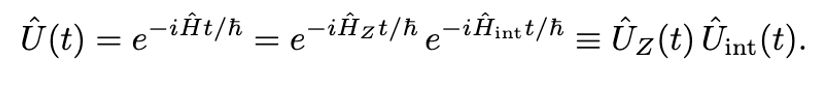 Û(t) = e^{-iĤt/ℏ} = e^{-iĤ_Z t/ℏ} e^{-iĤ_int t/ℏ} ≡ Û_Z(t) Û_int(t).